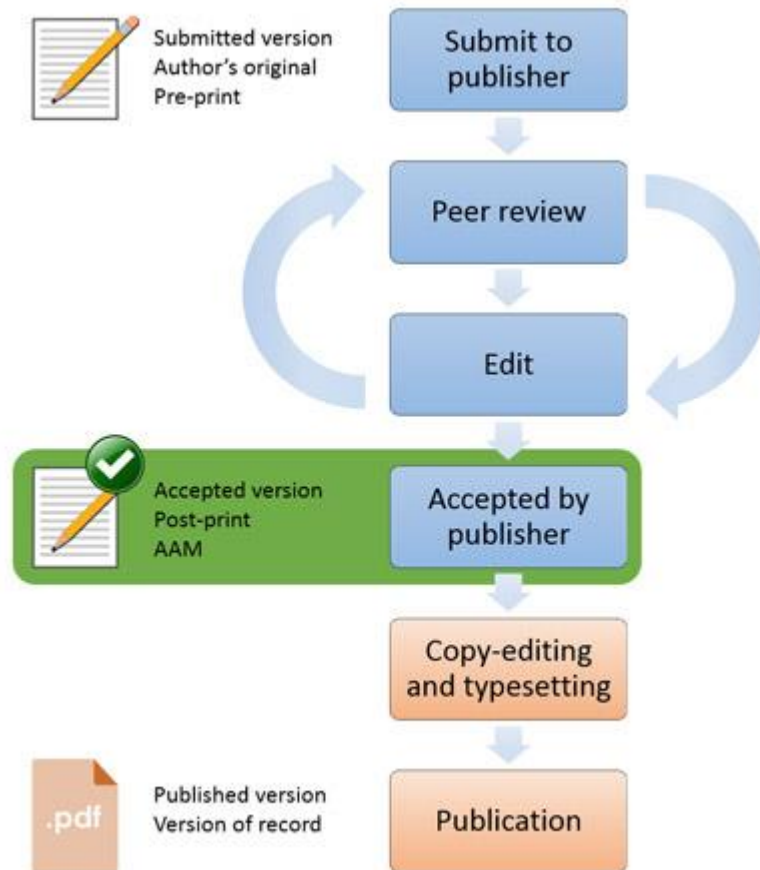 Submitted version
Author's original
Pre-print
Submit to
publisher
Peer review
Edit
Accepted version
Post-print
AAM
Accepted by
publisher
Copy-editing
and typesetting
.pdf
Published version
Version of record
Publication